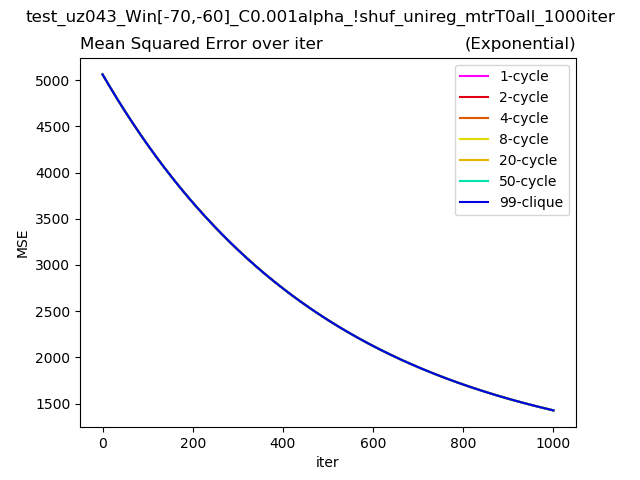 test_uz043_Win[-70,-60]_C0.001alpha_!shuf_unireg_mtrT0all_1000iter
Mean Squared Error over iter (Exponential)
5000
4500
4000
3500
3000
2500
2000
1500
MSE
1-cycle
2-cycle
4-cycle
8-cycle
20-cycle
50-cycle
99-clique
0 200 400 600 800 1000
iter